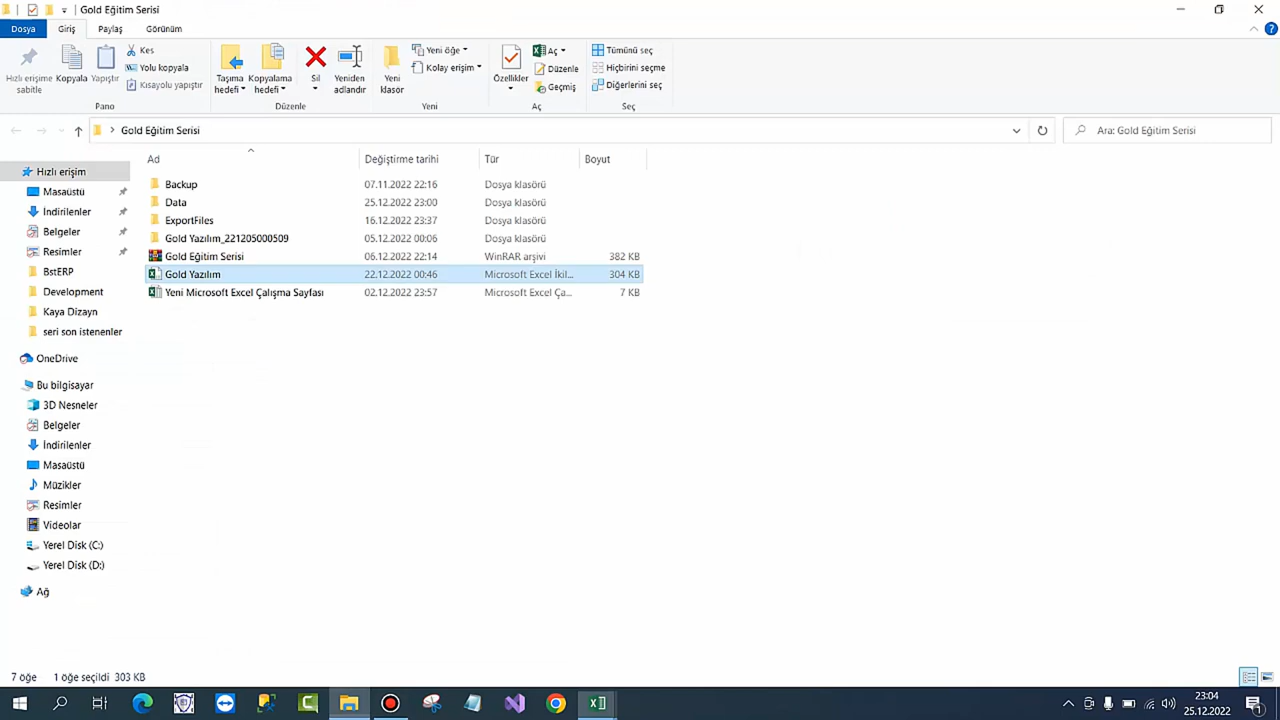 Gold Eğitim Serisi
Dosya Giriş Paylaş Görünüm
Hızlı erişime sabitle
Kopyala
Yapıştır
Kes
Yolu kopyala
Kısayolu yapıştır
Pano
Taşıma hedefi
Kopyalama hedefi
Sil
Yeniden adlandır
Düzenle
Yeni klasör
Yeni öğe
Kolay erişim
Yeni
Özellikler
Aç
Düzenle
Geçmiş
Aç
Tümünü seç
Hiçbirini seçme
Diğerlerini seç
Seç
Gold Eğitim Serisi
Ara: Gold Eğitim Serisi
Ad Değiştirme tarihi Tür Boyut
Backup 07.11.2022 22:16 Dosya klasörü
Data 25.12.2022 23:00 Dosya klasörü
ExportFiles 16.12.2022 23:37 Dosya klasörü
Gold Yazılım_221205000509 05.12.2022 00:06 Dosya klasörü
Gold Eğitim Serisi 06.12.2022 22:14 WinRAR arşivi 382 KB
Gold Yazılım 22.12.2022 00:46 Microsoft Excel İkil... 304 KB
Yeni Microsoft Excel Çalışma Sayfası 02.12.2022 23:57 Microsoft Excel Ça... 7 KB
Hızlı erişim
Masaüstü
İndirilenler
Belgeler
Resimler
BstERP
Development
Kaya Dizayn
seri son istenenler
OneDrive
Bu bilgisayar
3D Nesneler
Belgeler
İndirilenler
Masaüstü
Müzikler
Resimler
Videolar
Yerel Disk (C:)
Yerel Disk (D:)
Ağ
7 öğe 1 öğe seçildi 303 KB
23:04
25.12.2022